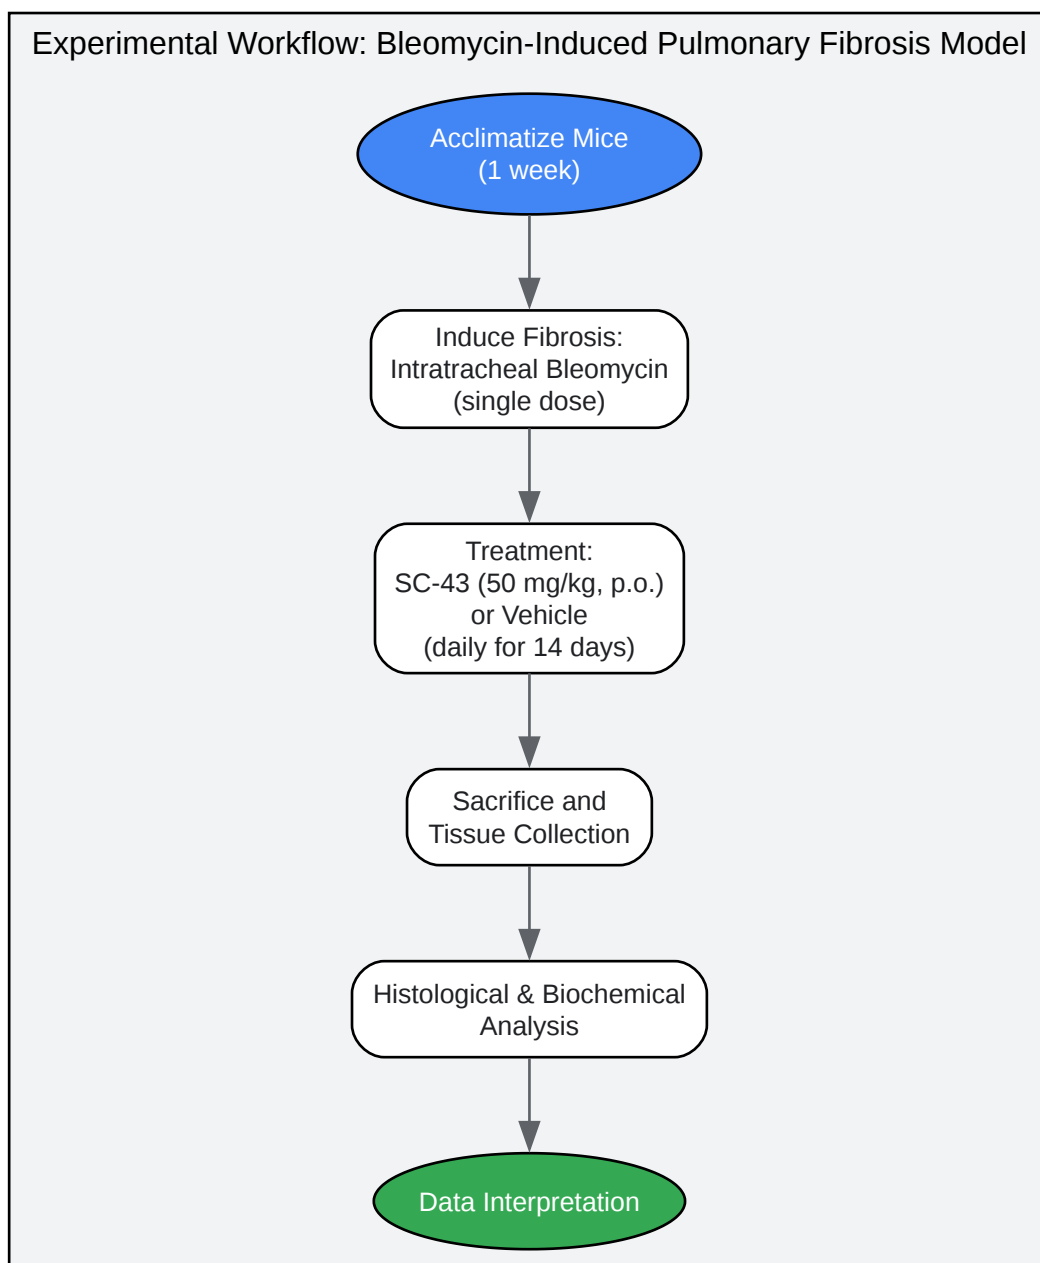 Experimental Workflow: Bleomycin-Induced Pulmonary Fibrosis Model
Acclimatize Mice
(1 week)
Induce Fibrosis:
Intratracheal Bleomycin
(single dose)
Treatment:
SC-43 (50 mg/kg, p.o.)
or Vehicle
(daily for 14 days)
Sacrifice and
Tissue Collection
Histological & Biochemical
Analysis
Data Interpretation